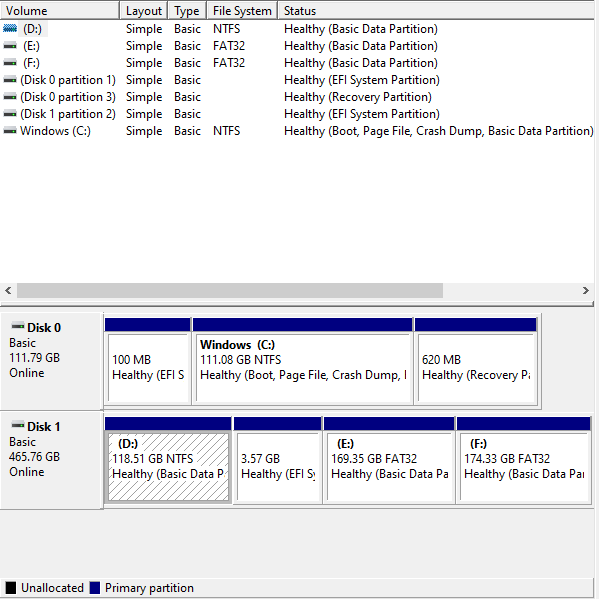 Volume Layout Type File System Status
(D:) Simple Basic NTFS Healthy (Basic Data Partition)
(E:) Simple Basic FAT32 Healthy (Basic Data Partition)
(F:) Simple Basic FAT32 Healthy (Basic Data Partition)
(Disk 0 partition 1) Simple Basic Healthy (EFI System Partition)
(Disk 0 partition 3) Simple Basic Healthy (Recovery Partition)
(Disk 1 partition 2) Simple Basic Healthy (EFI System Partition)
Windows (C:) Simple Basic NTFS Healthy (Boot, Page File, Crash Dump, Basic Data Partition)
Disk 0
Basic
111.79 GB
Online
100 MB
Healthy (EFI S
Windows (C:)
111.08 GB NTFS
Healthy (Boot, Page File, Crash Dump, I
620 MB
Healthy (Recovery Pa
Disk 1
Basic
465.76 GB
Online
(D:)
118.51 GB NTFS
Healthy (Basic Data P
3.57 GB
Healthy (EFI Sy
(E:)
169.35 GB FAT32
Healthy (Basic Data Pa
(F:)
174.33 GB FAT32
Healthy (Basic Data Par
Unallocated Primary partition